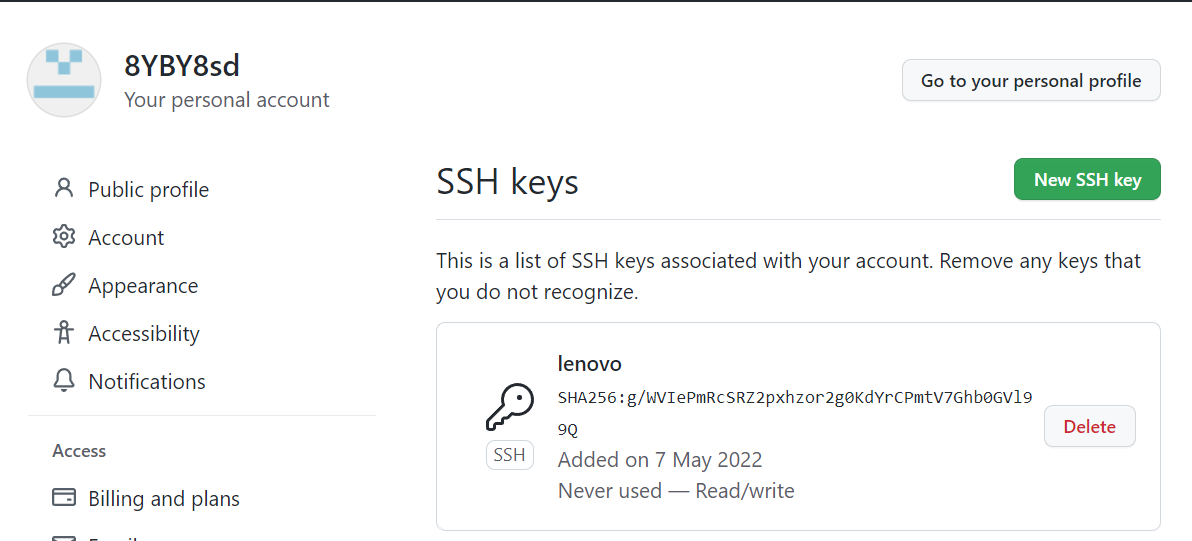 8YBY8sd
Your personal account
Go to your personal profile
Public profile
Account
Appearance
Accessibility
Notifications
Access
Billing and plans
SSH keys
New SSH key
This is a list of SSH keys associated with your account. Remove any keys that
you do not recognize.
lenovo
SHA256:g/WVIePmRcSRZ2pxhzor2g0KdYrCPmtV7Ghb0GVl9
9Q
SSH
Added on 7 May 2022
Never used — Read/write
Delete